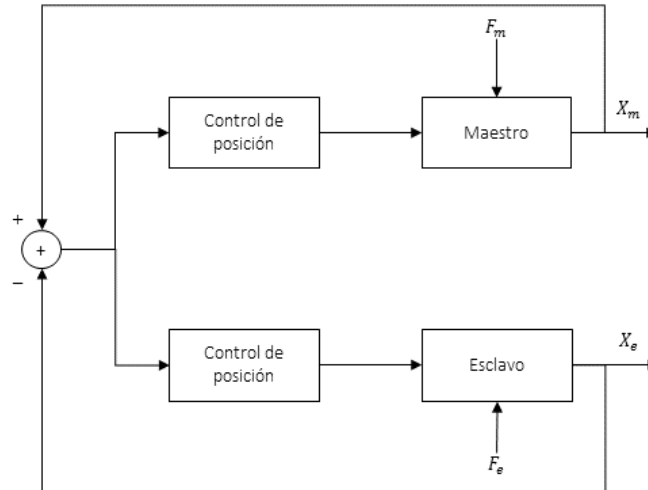 F_m
Control de
posición
Maestro
X_m
+
+
−
Control de
posición
Esclavo
X_e
F_e